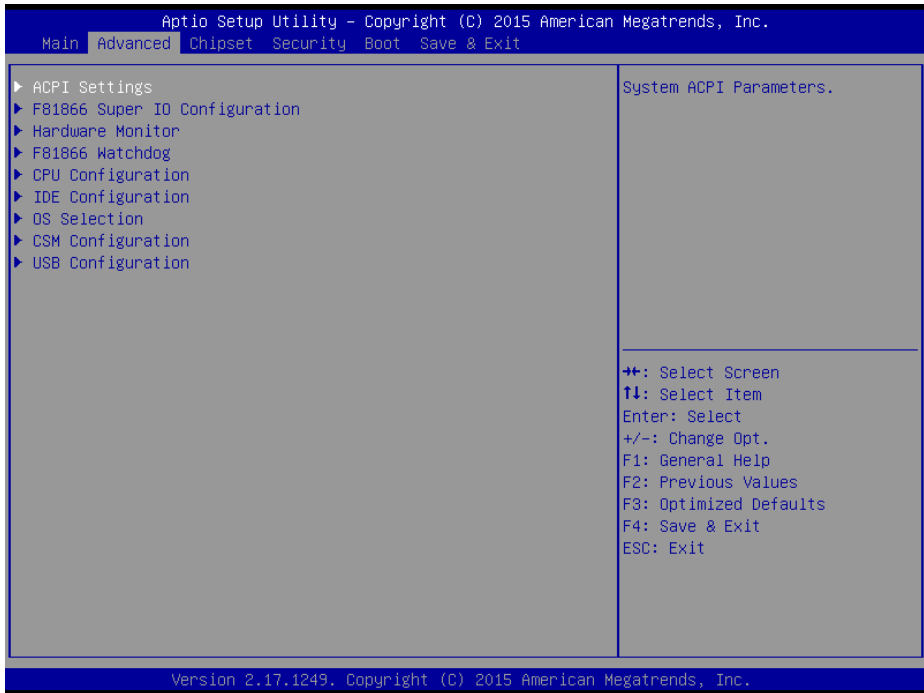 Aptio Setup Utility – Copyright (C) 2015 American Megatrends, Inc.
Main Advanced Chipset Security Boot Save & Exit
▶ ACPI Settings
▶ F81866 Super IO Configuration
▶ Hardware Monitor
▶ F81866 Watchdog
▶ CPU Configuration
▶ IDE Configuration
▶ OS Selection
▶ CSM Configuration
▶ USB Configuration
System ACPI Parameters.
→←: Select Screen
↑↓: Select Item
Enter: Select
+/-: Change Opt.
F1: General Help
F2: Previous Values
F3: Optimized Defaults
F4: Save & Exit
ESC: Exit
Version 2.17.1249. Copyright (C) 2015 American Megatrends, Inc.